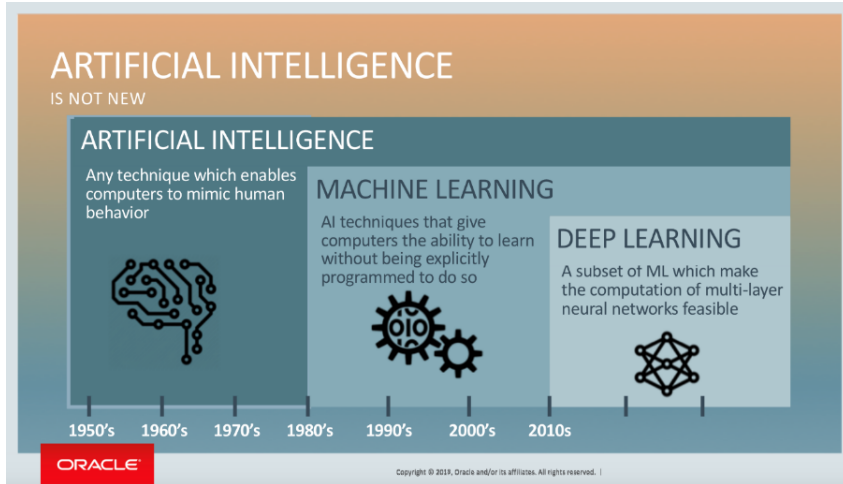 ARTIFICIAL INTELLIGENCE
IS NOT NEW
ARTIFICIAL INTELLIGENCE
Any technique which enables
computers to mimic human
behavior
MACHINE LEARNING
AI techniques that give
computers the ability to learn
without being explicitly
programmed to do so
OIO
DEEP LEARNING
A subset of ML which make
the computation of multi-layer
neural networks feasible
1950's 1960's 1970's 1980's 1990's 2000's 2010s
ORACLE
Copyright © 2019, Oracle and/or its affiliates. All rights reserved. |